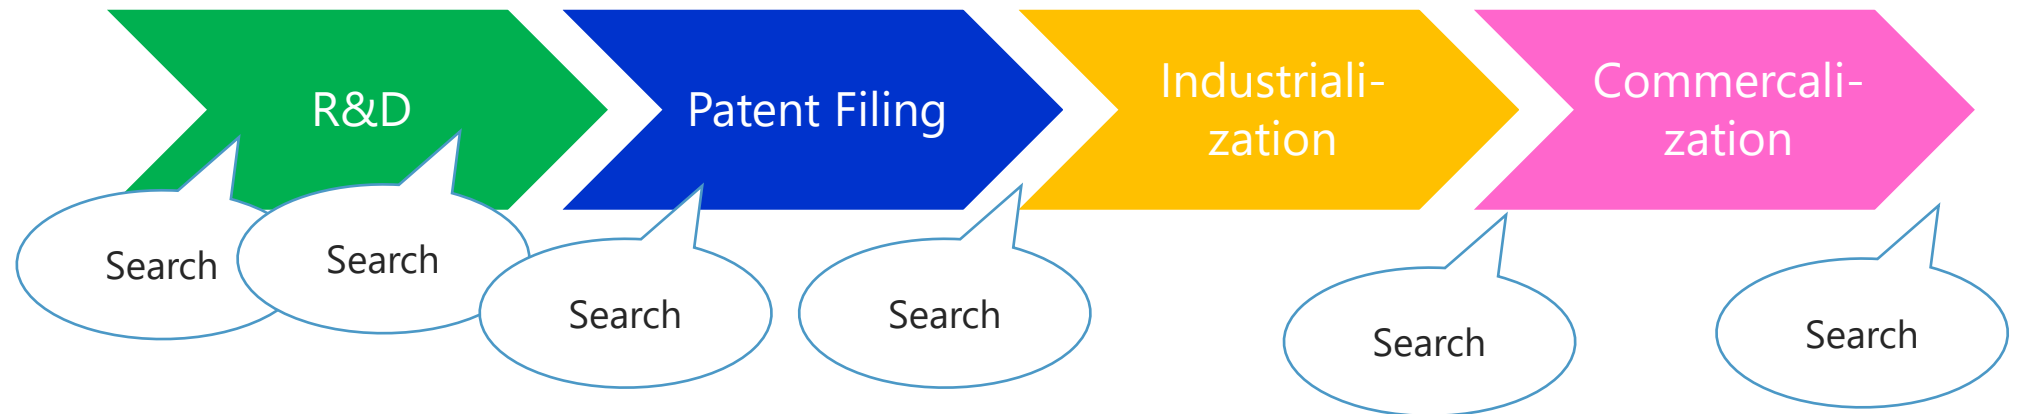 R&D
Patent Filing
Industriali-
zation
Commercali-
zation
Search
Search
Search
Search
Search
Search